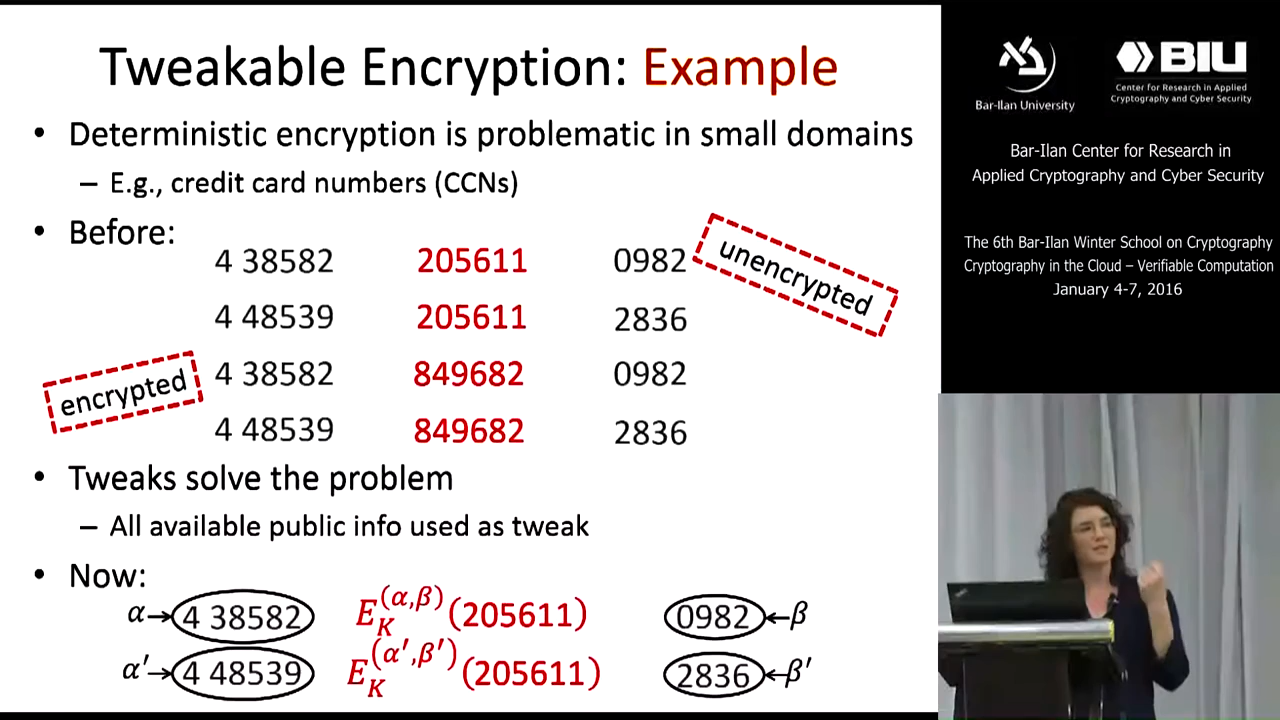 Tweakable Encryption: Example
• Deterministic encryption is problematic in small domains
– E.g., credit card numbers (CCNs)
• Before:
4 38582 205611 0982
unencrypted
4 48539 205611 2836
encrypted
4 38582 849682 0982
4 48539 849682 2836
• Tweaks solve the problem
– All available public info used as tweak
• Now:
α→ 4 38582 E_K^(α,β)(205611) 0982 ←β
α′→ 4 48539 E_K^(α′,β′)(205611) 2836 ←β′
Bar-Ilan University
BIU
Center for Research in Applied
Cryptography and Cyber Security
Bar-Ilan Center for Research in
Applied Cryptography and Cyber Security
The 6th Bar-Ilan Winter School on Cryptography
Cryptography in the Cloud – Verifiable Computation
January 4-7, 2016